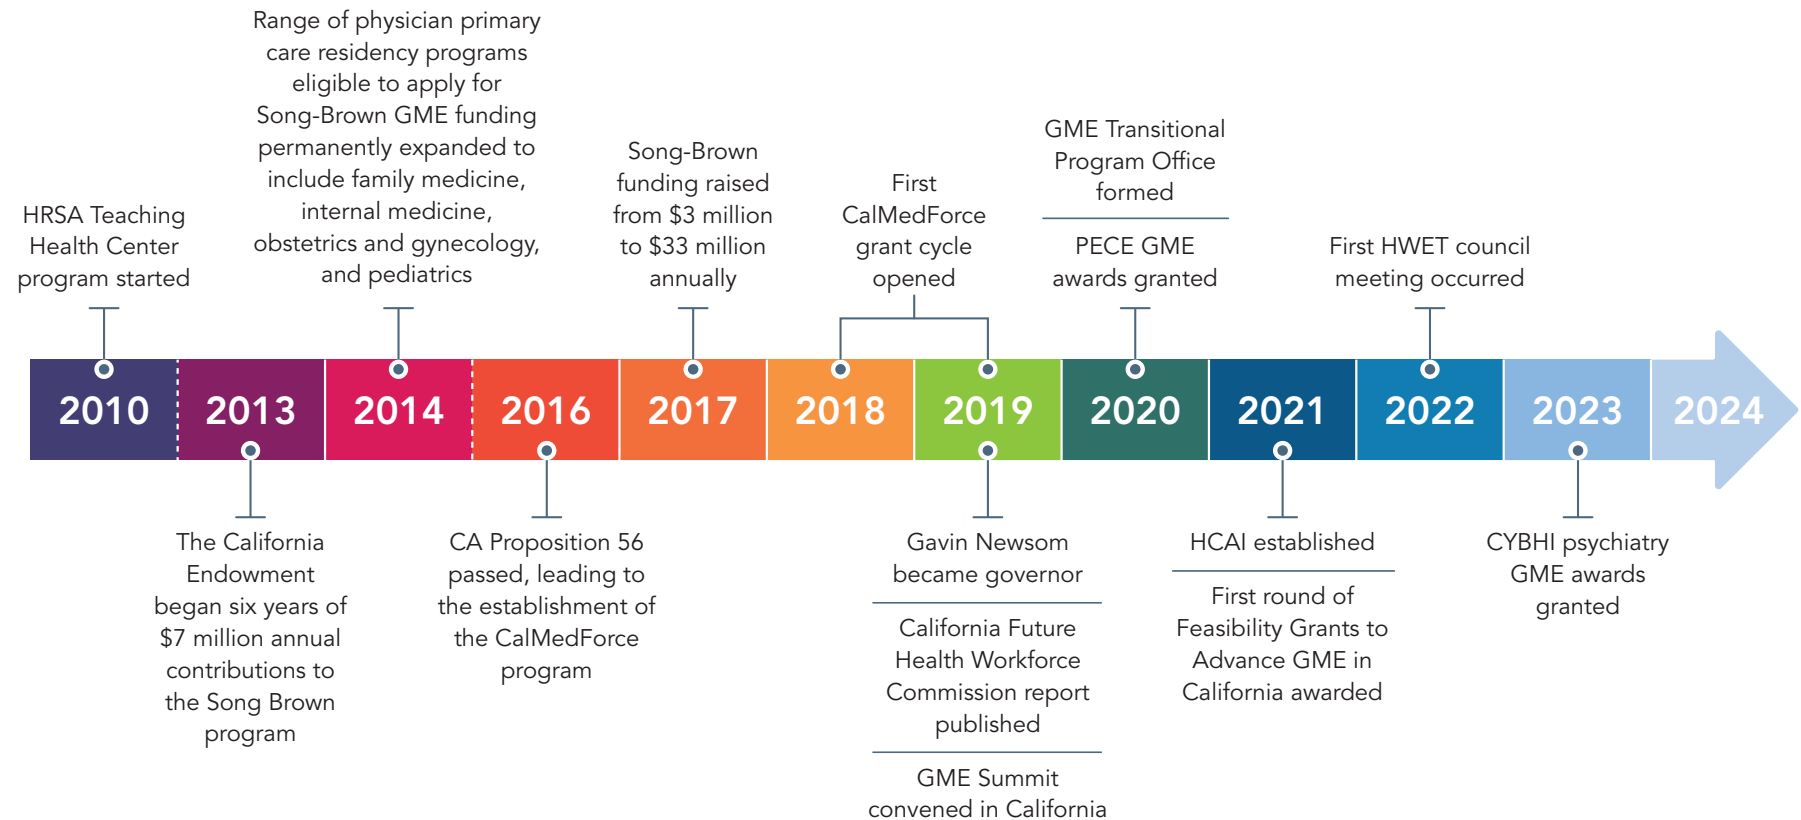 HRSA Teaching
Health Center
program started
Range of physician primary
care residency programs
eligible to apply for
Song-Brown GME funding
permanently expanded to
include family medicine,
internal medicine,
obstetrics and gynecology,
and pediatrics
Song-Brown
funding raised
from $3 million
to $33 million
annually
First
CalMedForce
grant cycle
opened
GME Transitional
Program Office
formed
PECE GME
awards granted
First HWET council
meeting occurred
2010
2013
2014
2016
2017
2018
2019
2020
2021
2022
2023
2024
The California
Endowment
began six years of
$7 million annual
contributions to
the Song Brown
program
CA Proposition 56
passed, leading to
the establishment of
the CalMedForce
program
Gavin Newsom
became governor
California Future
Health Workforce
Commission report
published
GME Summit
convened in California
HCAI established
First round of
Feasibility Grants to
Advance GME in
California awarded
CYBHI psychiatry
GME awards
granted